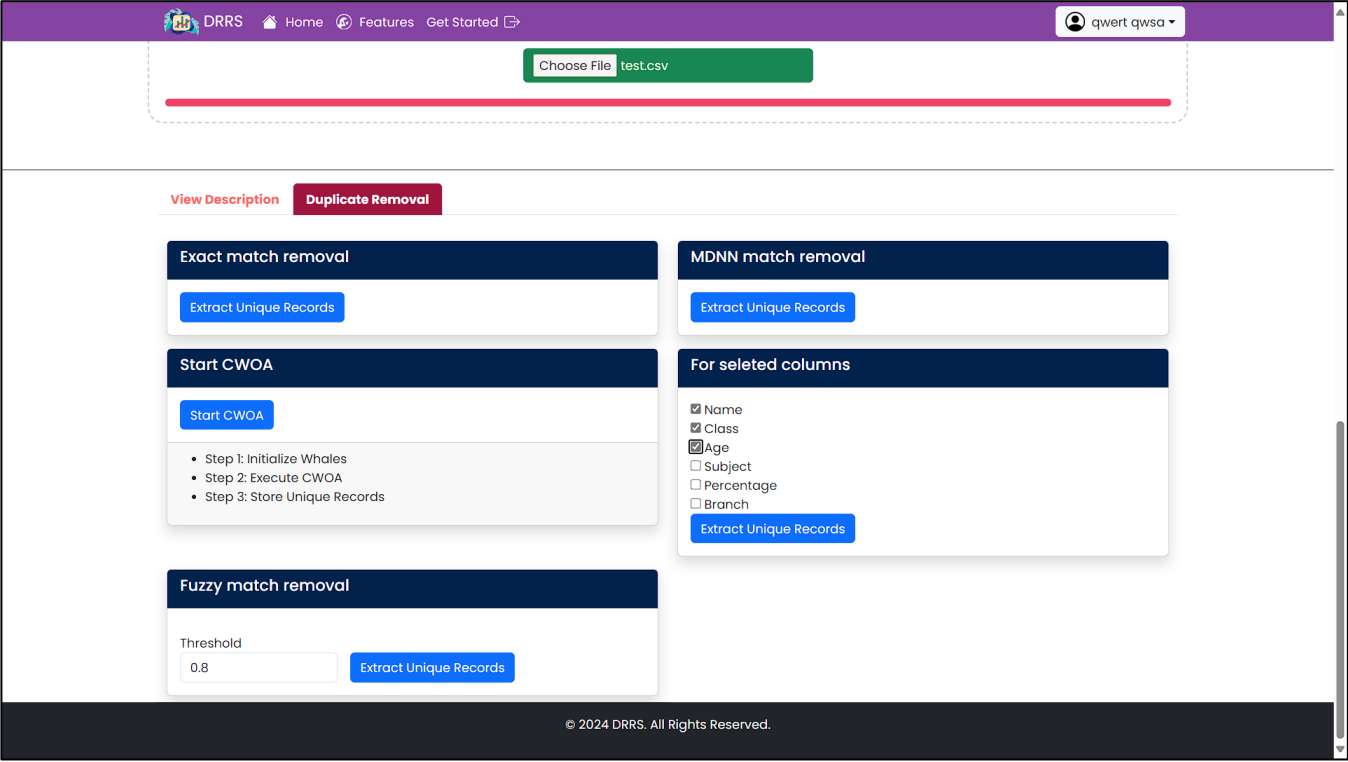 DRRS Home Features Get Started qwert qwsa
Choose File test.csv
View Description Duplicate Removal
Exact match removal
Extract Unique Records
MDNN match removal
Extract Unique Records
Start CWOA
Start CWOA
Step 1: Initialize Whales
Step 2: Execute CWOA
Step 3: Store Unique Records
For seleted columns
Name
Class
Age
Subject
Percentage
Branch
Extract Unique Records
Fuzzy match removal
Threshold
0.8 Extract Unique Records
© 2024 DRRS. All Rights Reserved.